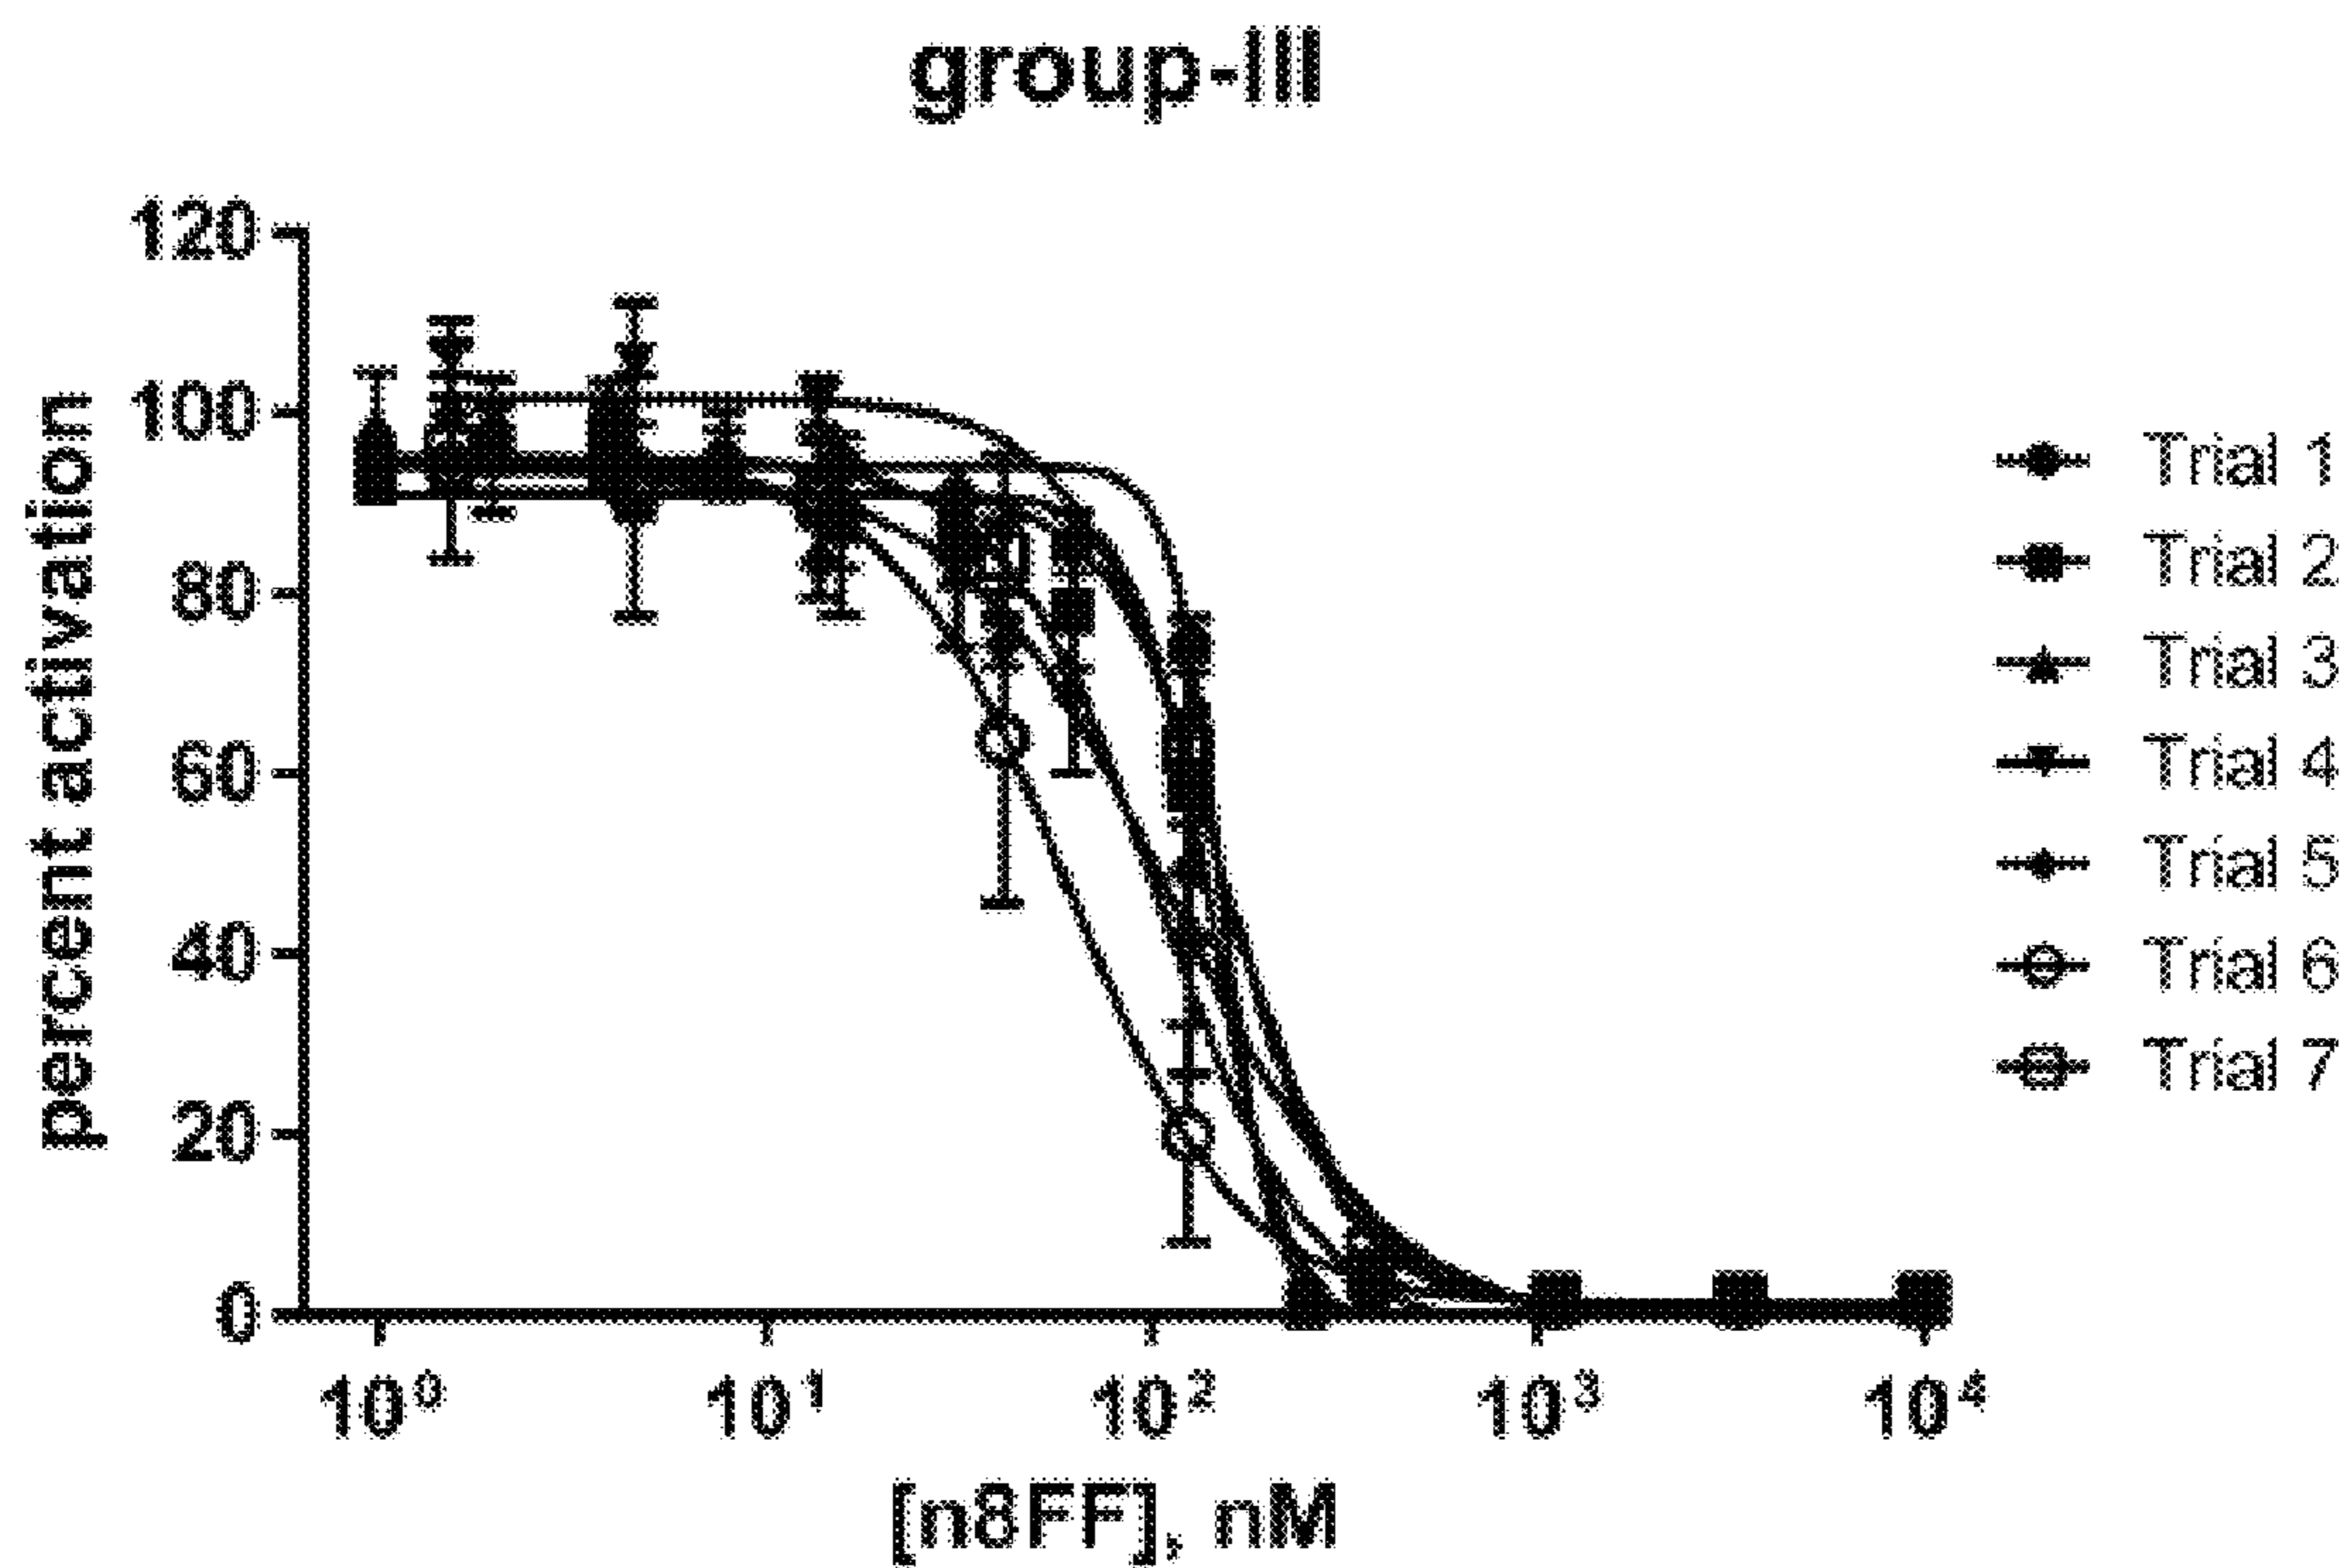 group-III
percent activation
120
100
80
60
40
20
0
10⁰ 10¹ 10² 10³ 10⁴
[n8FF], nM
Trial 1
Trial 2
Trial 3
Trial 4
Trial 5
Trial 6
Trial 7